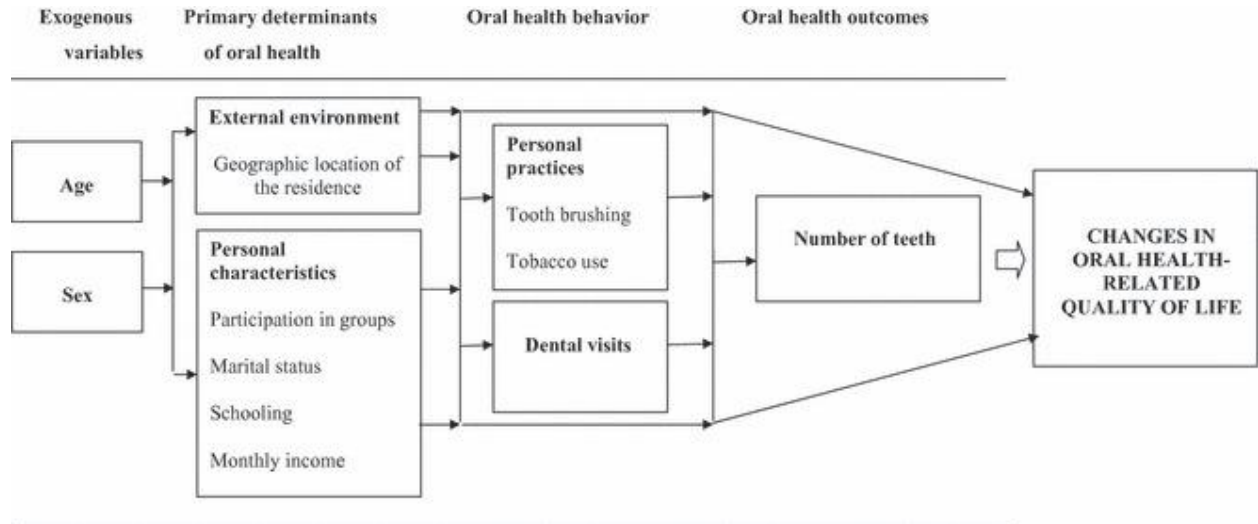 Exogenous
variables
Primary determinants
of oral health
Oral health behavior
Oral health outcomes
Age
Sex
External environment
Geographic location of
the residence
Personal
characteristics
Participation in groups
Marital status
Schooling
Monthly income
Personal
practices
Tooth brushing
Tobacco use
Dental visits
Number of teeth
CHANGES IN
ORAL HEALTH-
RELATED
QUALITY OF LIFE